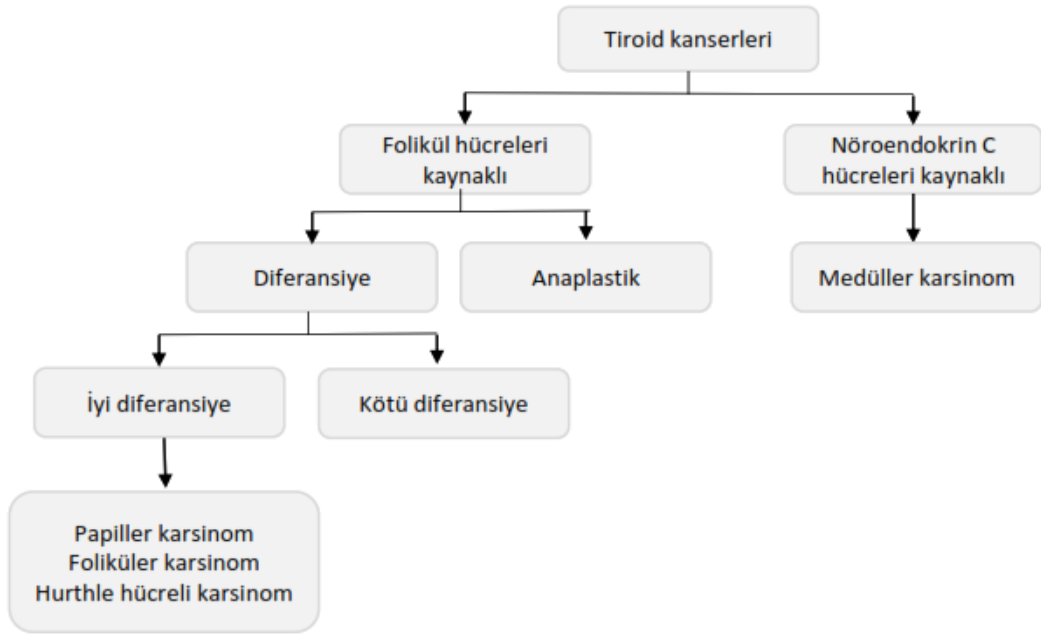 Tiroid kanserleri
Folikül hücreleri
kaynaklı
Nöroendokrin C
hücreleri kaynaklı
Diferansiye
Anaplastik
Medüller karsinom
İyi diferansiye
Kötü diferansiye
Papiller karsinom
Foliküler karsinom
Hurthle hücreli karsinom